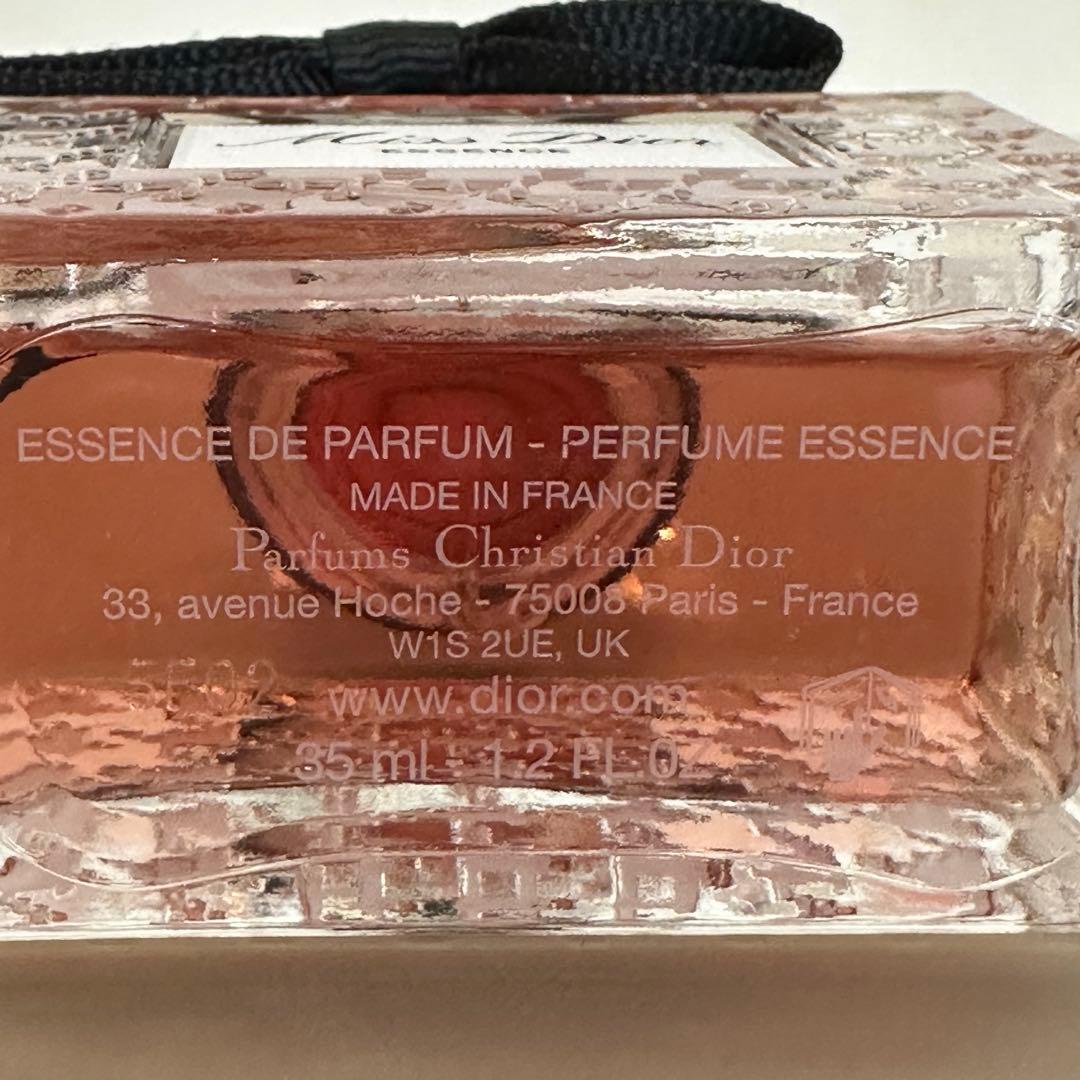 Miss Dior
ESSENCE
ESSENCE DE PARFUM - PERFUME ESSENCE
MADE IN FRANCE
Parfums Christian Dior
33, avenue Hoche - 75008 Paris - France
W1S 2UE, UK
www.dior.com
35 ml - 1.2 FL.OZ